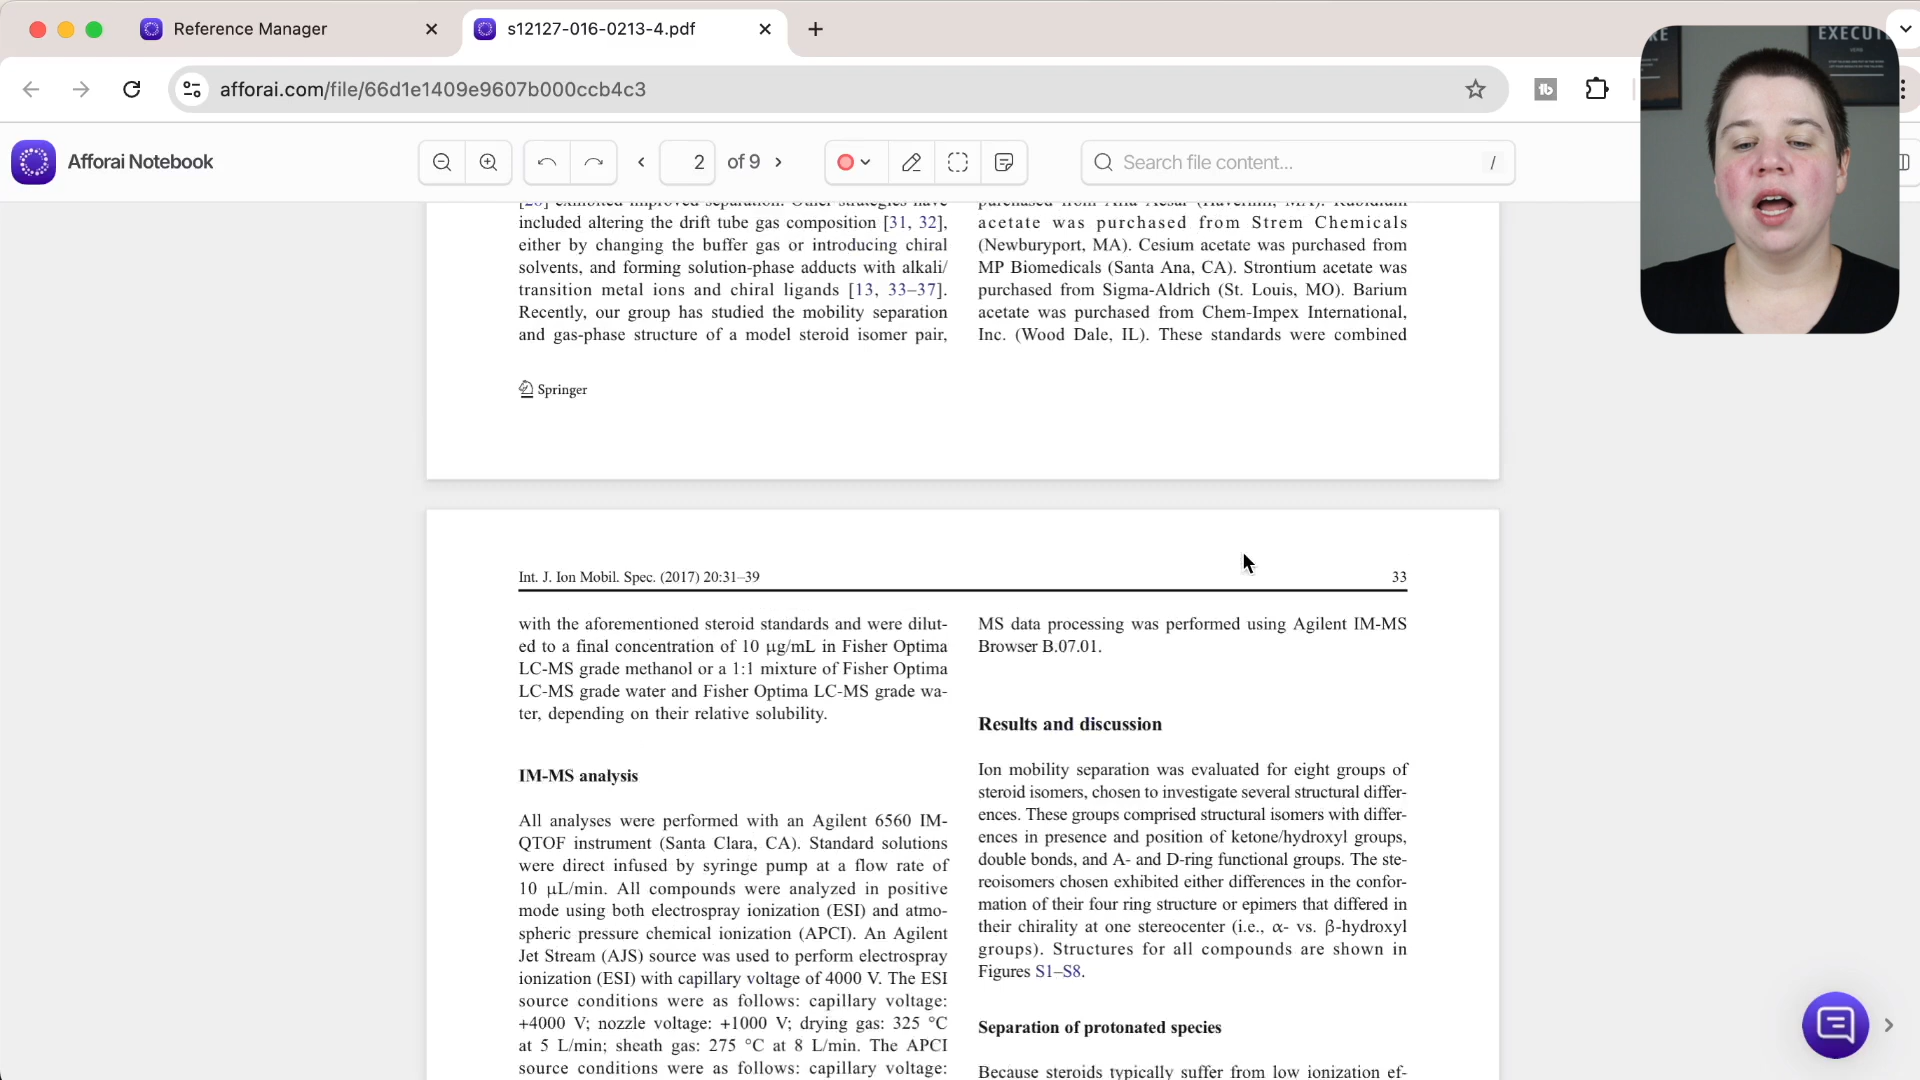 Reference Manager
s12127-016-0213-4.pdf
afforai.com/file/66d1e1409e9607b000ccb4c3
Afforai Notebook
2 of 9
Search file content...
/
EXECUT
included altering the drift tube gas composition [31, 32],
either by changing the buffer gas or introducing chiral
solvents, and forming solution-phase adducts with alkali/
transition metal ions and chiral ligands [13, 33–37].
Recently, our group has studied the mobility separation
and gas-phase structure of a model steroid isomer pair,
acetate was purchased from Strem Chemicals
(Newburyport, MA). Cesium acetate was purchased from
MP Biomedicals (Santa Ana, CA). Strontium acetate was
purchased from Sigma-Aldrich (St. Louis, MO). Barium
acetate was purchased from Chem-Impex International,
Inc. (Wood Dale, IL). These standards were combined
Springer
Int. J. Ion Mobil. Spec. (2017) 20:31–39
33
with the aforementioned steroid standards and were dilut-
ed to a final concentration of 10 μg/mL in Fisher Optima
LC-MS grade methanol or a 1:1 mixture of Fisher Optima
LC-MS grade water and Fisher Optima LC-MS grade wa-
ter, depending on their relative solubility.
IM-MS analysis
All analyses were performed with an Agilent 6560 IM-
QTOF instrument (Santa Clara, CA). Standard solutions
were direct infused by syringe pump at a flow rate of
10 μL/min. All compounds were analyzed in positive
mode using both electrospray ionization (ESI) and atmo-
spheric pressure chemical ionization (APCI). An Agilent
Jet Stream (AJS) source was used to perform electrospray
ionization (ESI) with capillary voltage of 4000 V. The ESI
source conditions were as follows: capillary voltage:
+4000 V; nozzle voltage: +1000 V; drying gas: 325 °C
at 5 L/min; sheath gas: 275 °C at 8 L/min. The APCI
source conditions were as follows: capillary voltage:
MS data processing was performed using Agilent IM-MS
Browser B.07.01.
Results and discussion
Ion mobility separation was evaluated for eight groups of
steroid isomers, chosen to investigate several structural differ-
ences. These groups comprised structural isomers with differ-
ences in presence and position of ketone/hydroxyl groups,
double bonds, and A- and D-ring functional groups. The ste-
reoisomers chosen exhibited either differences in the confor-
mation of their four ring structure or epimers that differed in
their chirality at one stereocenter (i.e., α- vs. β-hydroxyl
groups). Structures for all compounds are shown in
Figures S1–S8.
Separation of protonated species
Because steroids typically suffer from low ionization ef-